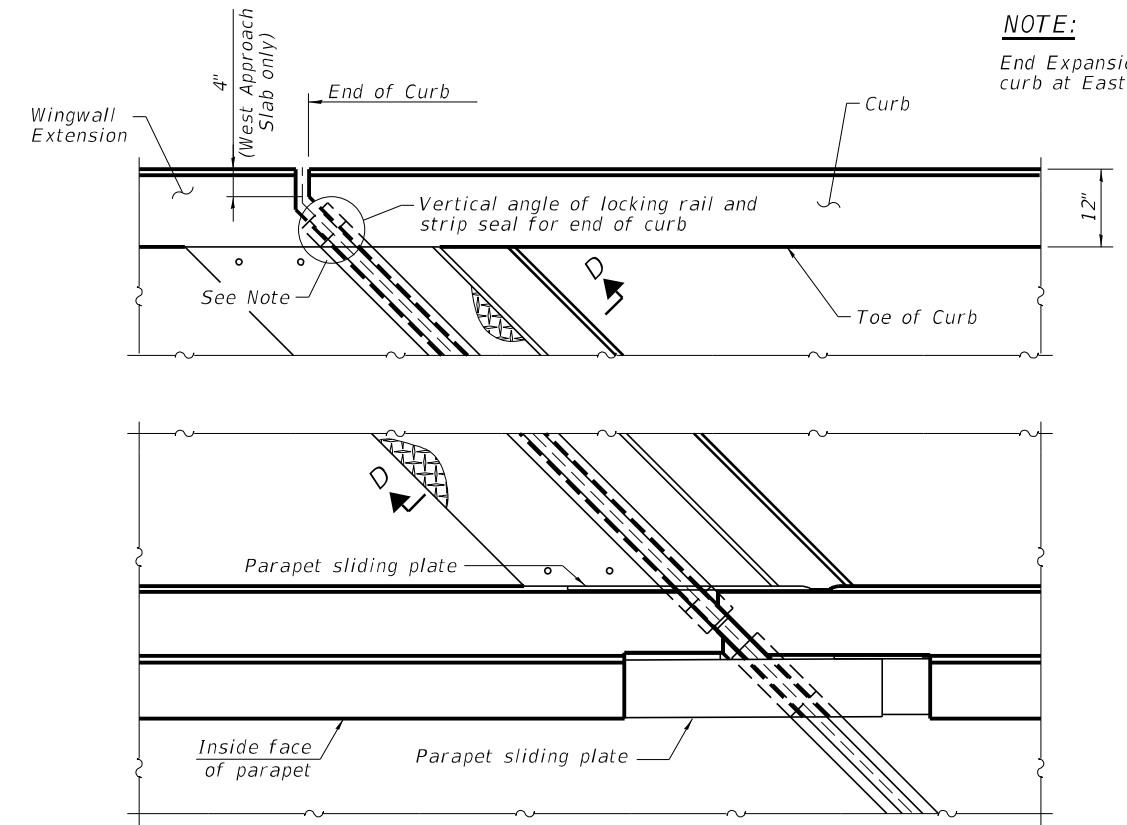 NOTE:
End
curb at East
4"
(West Approach
Slab only)
End of Curb
Wingwall
Extension
Curb
Vertical angle of locking rail and
strip seal for end of curb
12"
D
See Note
Toe of Curb
D
Parapet sliding plate
Inside face
of parapet
Parapet sliding plate